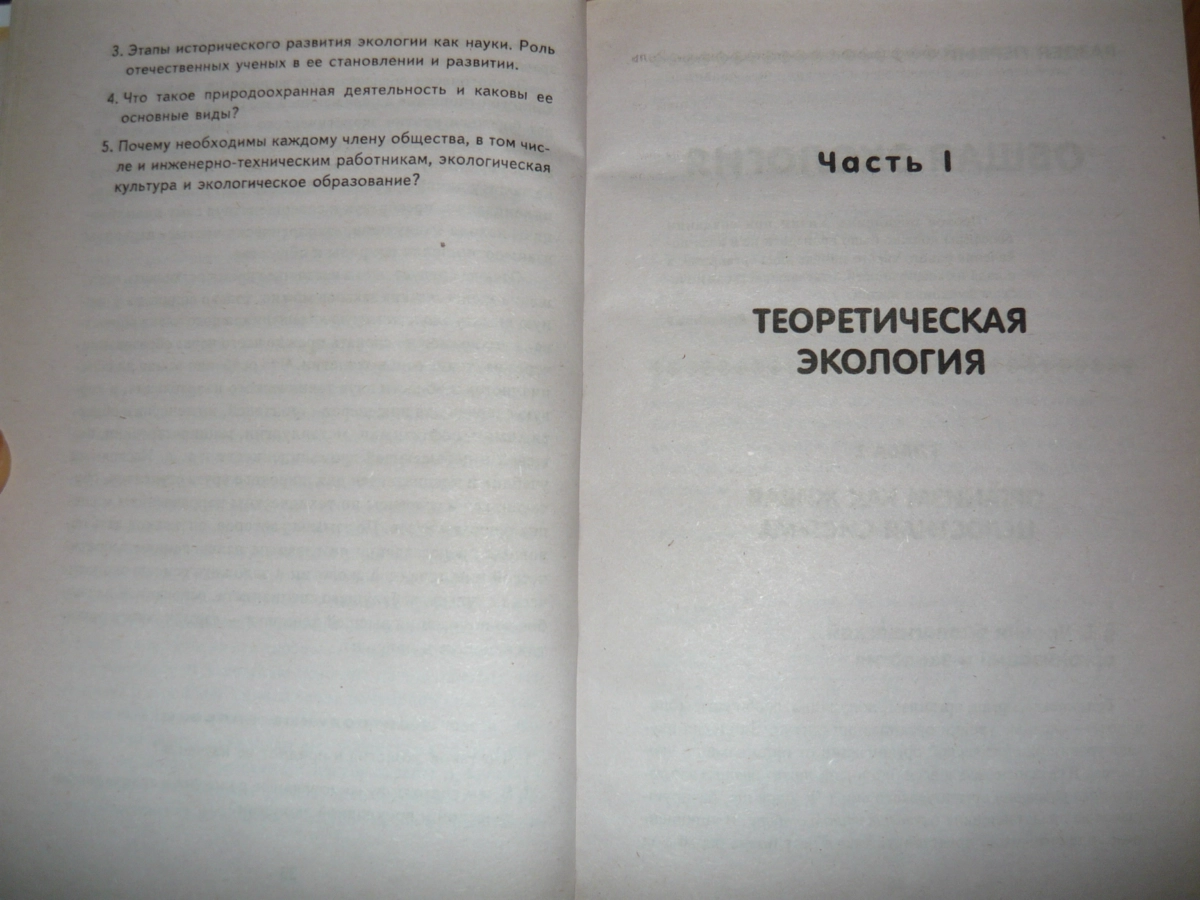 3. Этапы исторического развития экологии как науки. Роль
отечественных ученых в ее становлении и развитии.
4. Что такое природоохранная деятельность и каковы ее
основные виды?
5. Почему необходимы каждому члену общества, в том чис-
ле и инженерно-техническим работникам, экологическая
культура и экологическое образование?
Часть I
ТЕОРЕТИЧЕСКАЯ
ЭКОЛОГИЯ